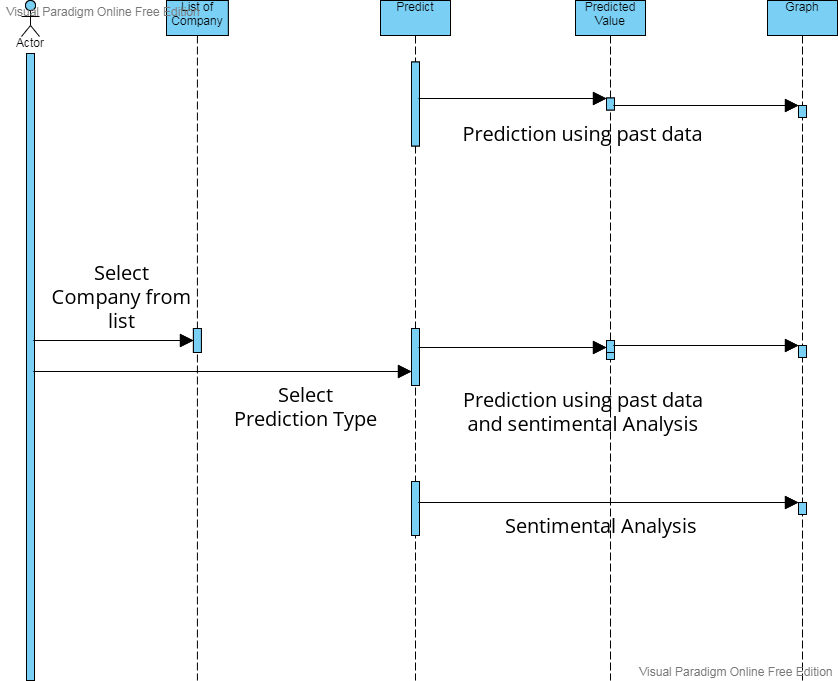 Visual Paradigm Online Free Edition
List of
Company
Predict
Predicted
Value
Graph
Actor
Prediction using past data
Select
Company from
list
Select
Prediction Type
Prediction using past data
and sentimental Analysis
Sentimental Analysis
Visual Paradigm Online Free Edition